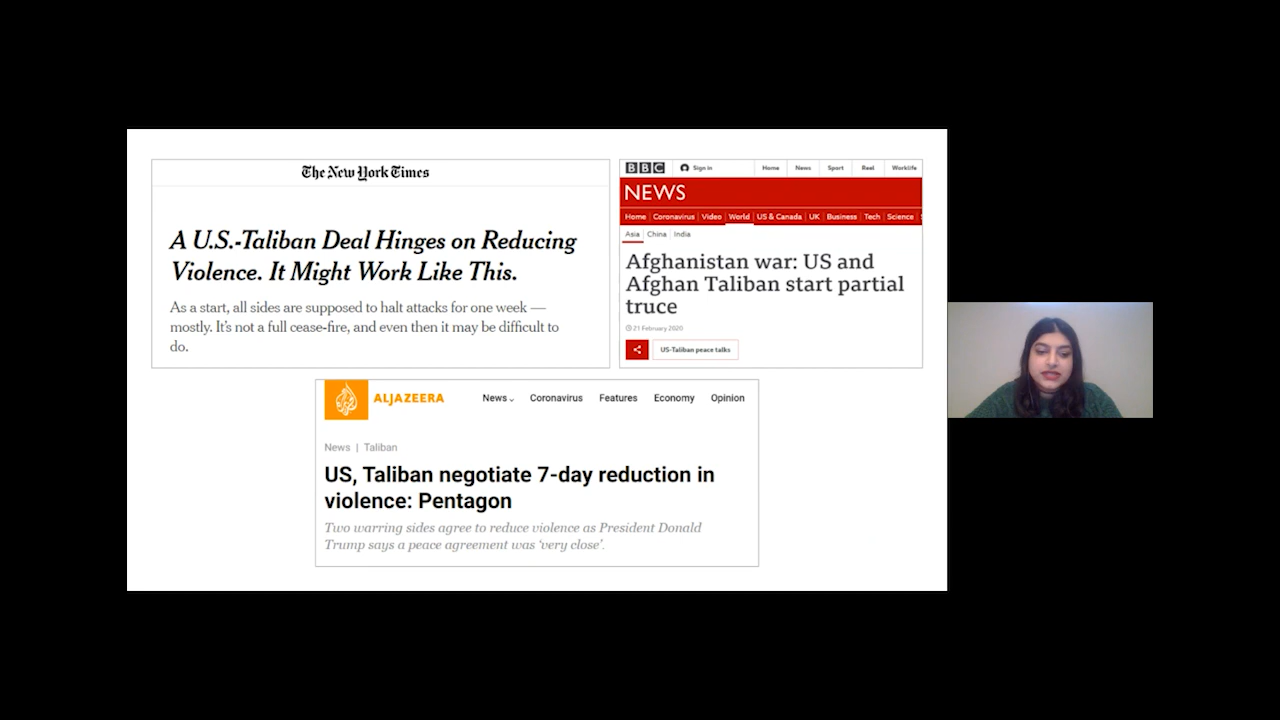 The New York Times
A U.S.-Taliban Deal Hinges on Reducing
Violence. It Might Work Like This.
As a start, all sides are supposed to halt attacks for one week —
mostly. It's not a full cease-fire, and even then it may be difficult to
do.
BBC Sign in Home News Sport Reel Worklife
NEWS
Home Coronavirus Video World US & Canada UK Business Tech Science
Asia China India
Afghanistan war: US and
Afghan Taliban start partial
truce
21 February 2020
US-Taliban peace talks
ALJAZEERA News Coronavirus Features Economy Opinion
News | Taliban
US, Taliban negotiate 7-day reduction in
violence: Pentagon
Two warring sides agree to reduce violence as President Donald
Trump says a peace agreement was 'very close'.